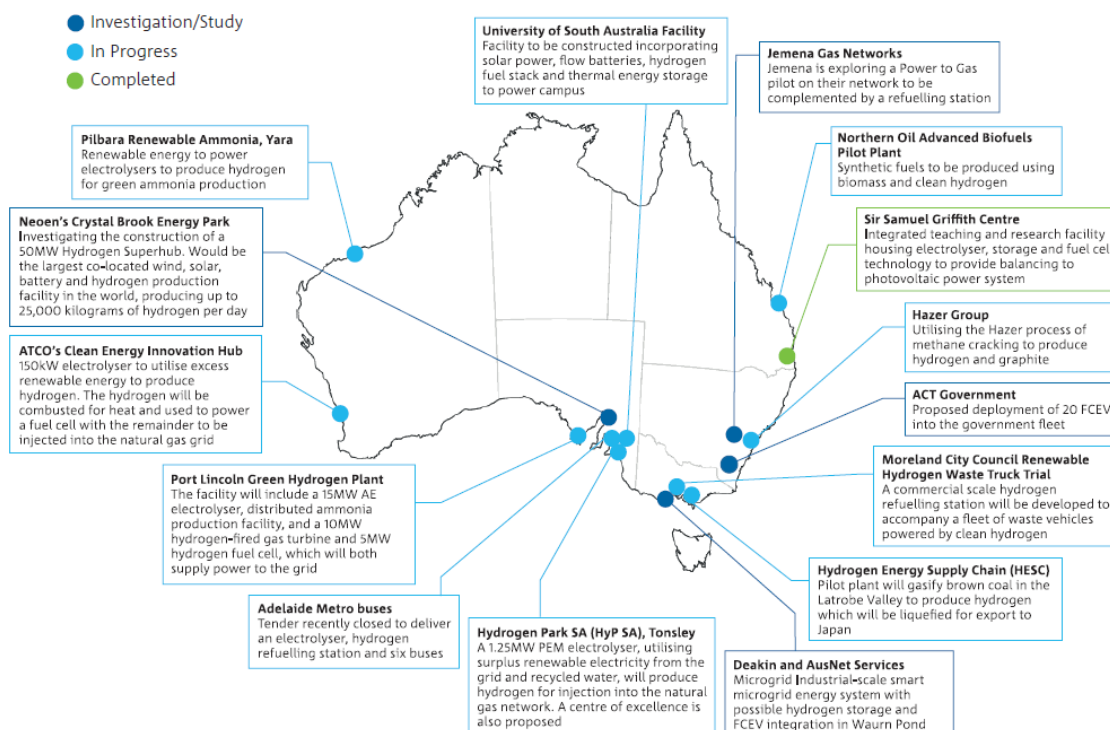 Investigation/Study
In Progress
Completed
University of South Australia Facility
Facility to be constructed incorporating
solar power, flow batteries, hydrogen
fuel stack and thermal energy storage
to power campus
Jemena Gas Networks
Jemena is exploring a Power to Gas
pilot on their network to be
complemented by a refuelling station
Pilbara Renewable Ammonia, Yara
Renewable energy to power
electrolysers to produce hydrogen
for green ammonia production
Northern Oil Advanced Biofuels
Pilot Plant
Synthetic fuels to be produced using
biomass and clean hydrogen
Neoen's Crystal Brook Energy Park
Investigating the construction of a
50MW Hydrogen Superhub. Would be
the largest co-located wind, solar,
battery and hydrogen production
facility in the world, producing up to
25,000 kilograms of hydrogen per day
Sir Samuel Griffith Centre
Integrated teaching and research facility
housing electrolyser, storage and fuel cel
technology to provide balancing to
photovoltaic power system
Hazer Group
Utilising the Hazer process of
methane cracking to produce
hydrogen and graphite
ATCO's Clean Energy Innovation Hub
150kW electrolyser to utilise excess
renewable energy to produce
hydrogen. The hydrogen will be
combusted for heat and used to power
a fuel cell with the remainder to be
injected into the natural gas grid
ACT Government
Proposed deployment of 20 FCEV
into the government fleet
Moreland City Council Renewable
Hydrogen Waste Truck Trial
A commercial scale hydrogen
refuelling station will be developed to
accompany a fleet of waste vehicles
powered by clean hydrogen
Port Lincoln Green Hydrogen Plant
The facility will include a 15MW AE
electrolyser, distributed ammonia
production facility, and a 10MW
hydrogen-fired gas turbine and 5MW
hydrogen fuel cell, which will both
supply power to the grid
Hydrogen Energy Supply Chain (HESC)
Pilot plant will gasify brown coal in the
Latrobe Valley to produce hydrogen
which will be liquefied for export to
Japan
Adelaide Metro buses
Tender recently closed to deliver
an electrolyser, hydrogen
refuelling station and six buses
Hydrogen Park SA (HyP SA), Tonsley
A 1.25MW PEM electrolyser, utilising
surplus renewable electricity from the
grid and recycled water, will produce
hydrogen for injection into the natural
gas network. A centre of excellence is
also proposed
Deakin and AusNet Services
Microgrid Industrial-scale smart
microgrid energy system with
possible hydrogen storage and
FCEV integration in Waurn Pond